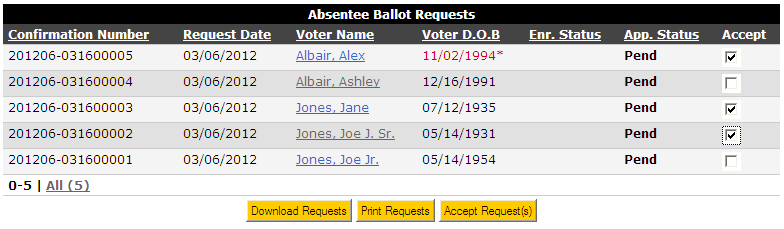 Absentee Ballot Requests
Confirmation Number Request Date Voter Name Voter D.O.B Enr. Status App. Status Accept
201206-031600005 03/06/2012 Albair, Alex 11/02/1994* Pend
201206-031600004 03/06/2012 Albair, Ashley 12/16/1991 Pend
201206-031600003 03/06/2012 Jones, Jane 07/12/1935 Pend
201206-031600002 03/06/2012 Jones, Joe J. Sr. 05/14/1931 Pend
201206-031600001 03/06/2012 Jones, Joe Jr. 05/14/1954 Pend
0-5 | All (5)
Download Requests Print Requests Accept Request(s)